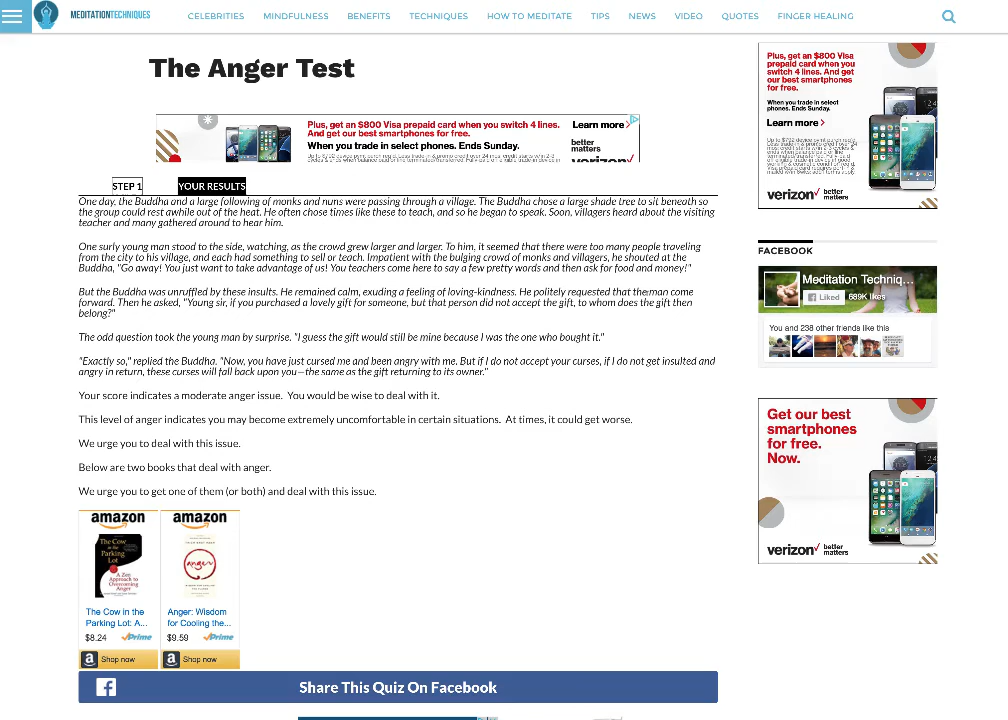 MEDITATIONTECHNIQUES
CELEBRITIES MINDFULNESS BENEFITS TECHNIQUES HOW TO MEDITATE TIPS NEWS VIDEO QUOTES FINGER HEALING
The Anger Test
Plus, get an $800 Visa prepaid card when you switch 4 lines.
And get our best smartphones for free.
When you trade in select phones. Ends Sunday.
Learn more
better
matters
verizon
STEP 1 YOUR RESULTS
One day, the Buddha and a large following of monks and nuns were passing through a village. The Buddha chose a large shade tree to sit beneath so
the group could rest awhile out of the heat. He often chose times like these to teach, and so he began to speak. Soon, villagers heard about the visiting
teacher and many gathered around to hear him.
One surly young man stood to the side, watching, as the crowd grew larger and larger. To him, it seemed that there were too many people traveling
from the city to his village, and each had something to sell or teach. Impatient with the bulging crowd of monks and villagers, he shouted at the
Buddha, "Go away! You just want to take advantage of us! You teachers come here to say a few pretty words and then ask for food and money!"
But the Buddha was unruffled by these insults. He remained calm, exuding a feeling of loving-kindness. He politely requested that the man come
forward. Then he asked, "Young sir, if you purchased a lovely gift for someone, but that person did not accept the gift, to whom does the gift then
belong?"
The odd question took the young man by surprise. "I guess the gift would still be mine because I was the one who bought it."
"Exactly so," replied the Buddha. "Now, you have just cursed me and been angry with me. But if I do not accept your curses, if I do not get insulted and
angry in return, these curses will fall back upon you—the same as the gift returning to its owner."
Your score indicates a moderate anger issue. You would be wise to deal with it.
This level of anger indicates you may become extremely uncomfortable in certain situations. At times, it could get worse.
We urge you to deal with this issue.
Below are two books that deal with anger.
We urge you to get one of them (or both) and deal with this issue.
amazon amazon
The Cow
in the
Parking
Lot
A Zen
Approach to
Overcoming
Anger
anger
The Cow in the
Parking Lot: A...
$8.24 Prime
Shop now
Anger: Wisdom
for Cooling the...
$9.59 Prime
Shop now
Share This Quiz On Facebook
Plus, get an $800 Visa
prepaid card when you
switch 4 lines. And get
our best smartphones
for free.
When you trade in select
phones. Ends Sunday.
Learn more
verizon
better
matters
FACEBOOK
Meditation Techniq...
Liked 689K likes
You and 238 other friends like this
Get our best
smartphones
for free.
Now.
verizon
better
matters